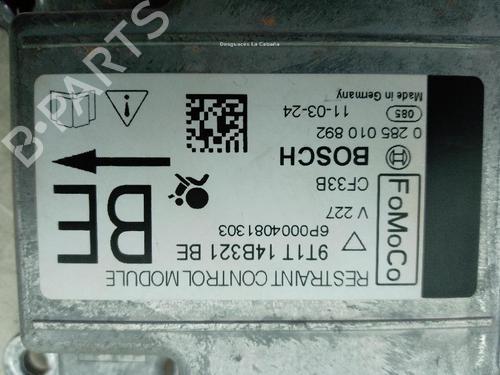 RESTRAINT CONTROL MODULE
9T1T 14B321 BE
6P0004081303
V 227
CF33B
FoMoCo
BE
BOSCH
0 285 010 892
11-03-24
085
Made in Germany
Desguaces La Cabaña
B-Parts